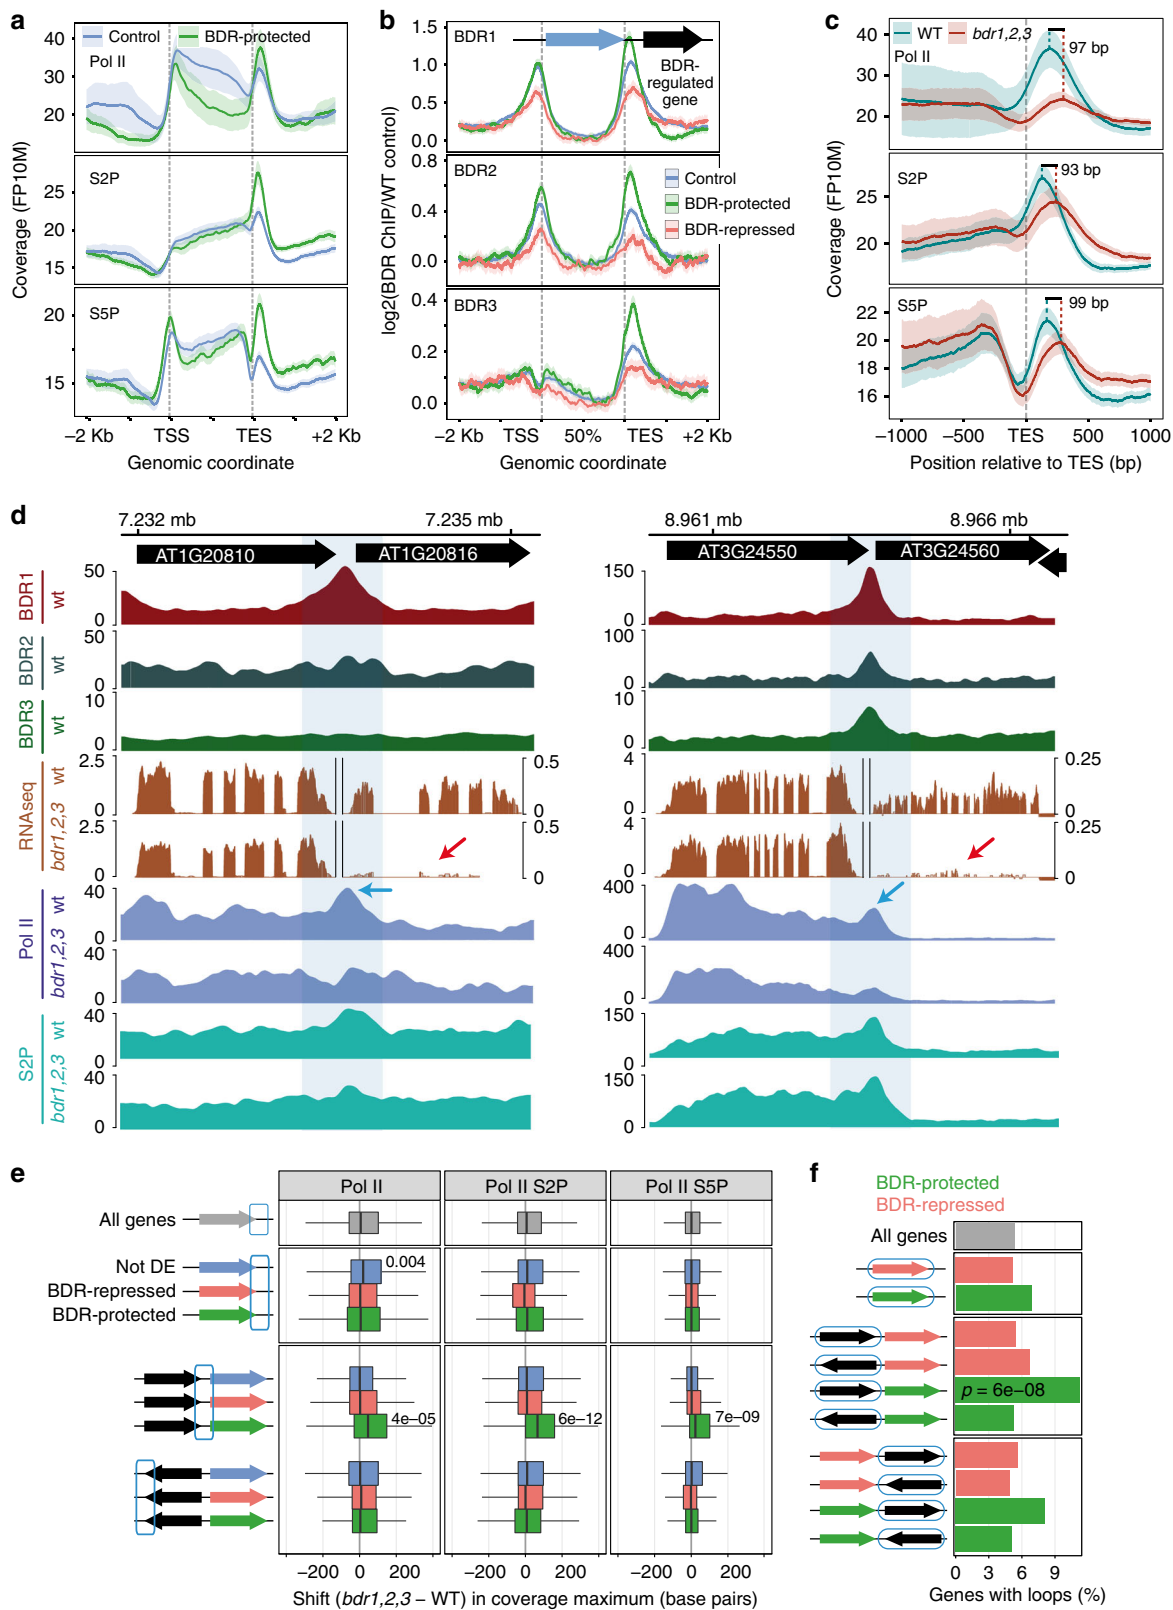 a
Control
BDR-protected
Pol II
40
30
20
S2P
25
20
15
S5P
20
15
Coverage (FP10M)
−2 Kb
TSS
TES
+2 Kb
Genomic coordinate
b
BDR1
BDR-
regulated
gene
1.5
1.0
0.5
0.0
BDR2
Control
BDR-protected
BDR-repressed
0.8
0.4
0.0
BDR3
0.4
0.2
0.0
log2(BDR ChIP/WT control)
−2 Kb
TSS
50%
TES
+2 Kb
Genomic coordinate
c
WT
bdr1,2,3
Pol II
97 bp
40
30
20
S2P
93 bp
25
20
S5P
99 bp
22
20
18
16
Coverage (FP10M)
−1000
−500
TES
500
1000
Position relative to TES (bp)
d
7.232 mb
7.235 mb
8.961 mb
8.966 mb
AT1G20810
AT1G20816
AT3G24550
AT3G24560
BDR1
wt
50
0
150
0
BDR2
wt
50
0
100
0
BDR3
wt
10
0
10
0
RNAseq
wt
2.5
0
0.5
0
4
0
0.25
0
bdr1,2,3
2.5
0
0.5
0
4
0
0.25
0
Pol II
wt
40
0
400
0
bdr1,2,3
40
0
400
0
S2P
wt
40
0
150
0
bdr1,2,3
40
0
150
0
e
Pol II
Pol II S2P
Pol II S5P
All genes
Not DE
0.004
BDR-repressed
BDR-protected
4e−05
6e−12
7e−09
−200
0
200
−200
0
200
−200
0
200
Shift (bdr1,2,3 − WT) in coverage maximum (base pairs)
f
BDR-protected
BDR-repressed
All genes
p = 6e−08
0
3
6
9
Genes with loops (%)